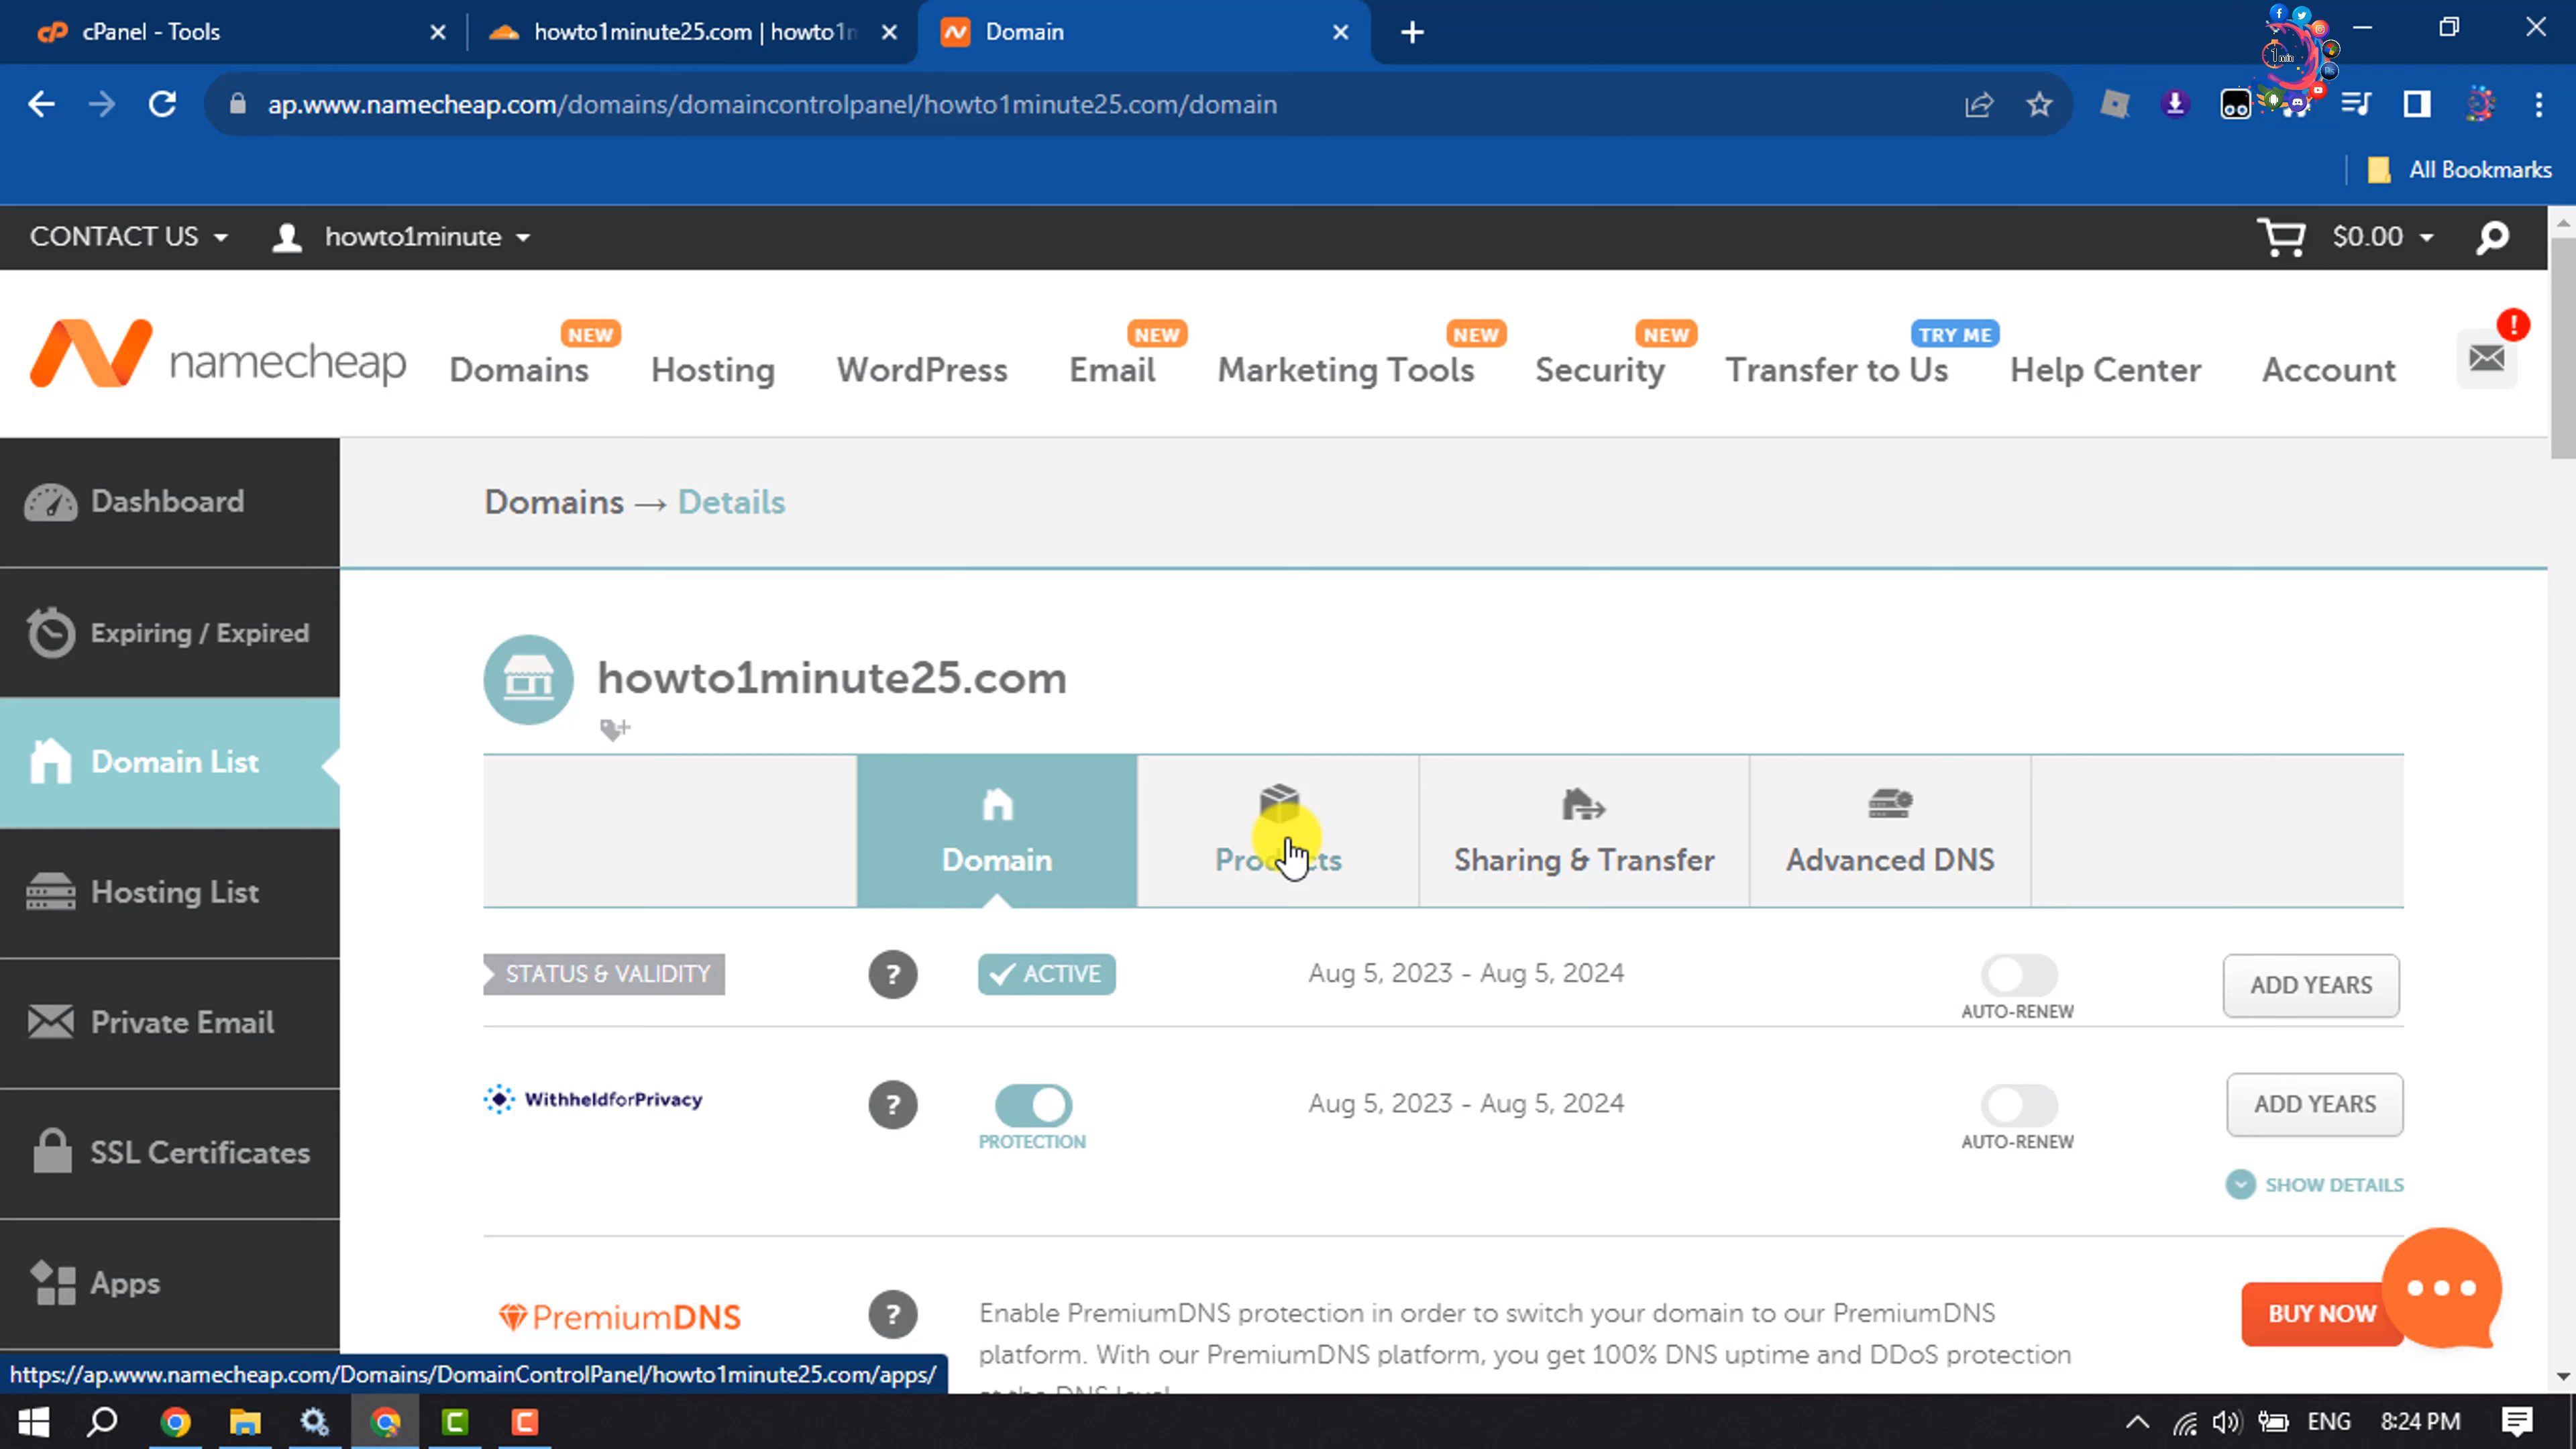 cPanel - Tools
howto1minute25.com | howto1m
Domain
ap.www.namecheap.com/domains/domaincontrolpanel/howto1minute25.com/domain
All Bookmarks
CONTACT US
howto1minute
$0.00
namecheap
Domains NEW
Hosting
WordPress
Email NEW
Marketing Tools NEW
Security NEW
Transfer to Us TRY ME
Help Center
Account
!
Dashboard
Expiring / Expired
Domain List
Hosting List
Private Email
SSL Certificates
Apps
Domains → Details
howto1minute25.com
Domain
Products
Sharing & Transfer
Advanced DNS
STATUS & VALIDITY ? ACTIVE Aug 5, 2023 - Aug 5, 2024 AUTO-RENEW ADD YEARS
WithheldforPrivacy ? PROTECTION Aug 5, 2023 - Aug 5, 2024 AUTO-RENEW ADD YEARS
SHOW DETAILS
PremiumDNS ? Enable PremiumDNS protection in order to switch your domain to our PremiumDNS
platform. With our PremiumDNS platform, you get 100% DNS uptime and DDoS protection
at the DNS level
BUY NOW
https://ap.www.namecheap.com/Domains/DomainControlPanel/howto1minute25.com/apps/
ENG
8:24 PM